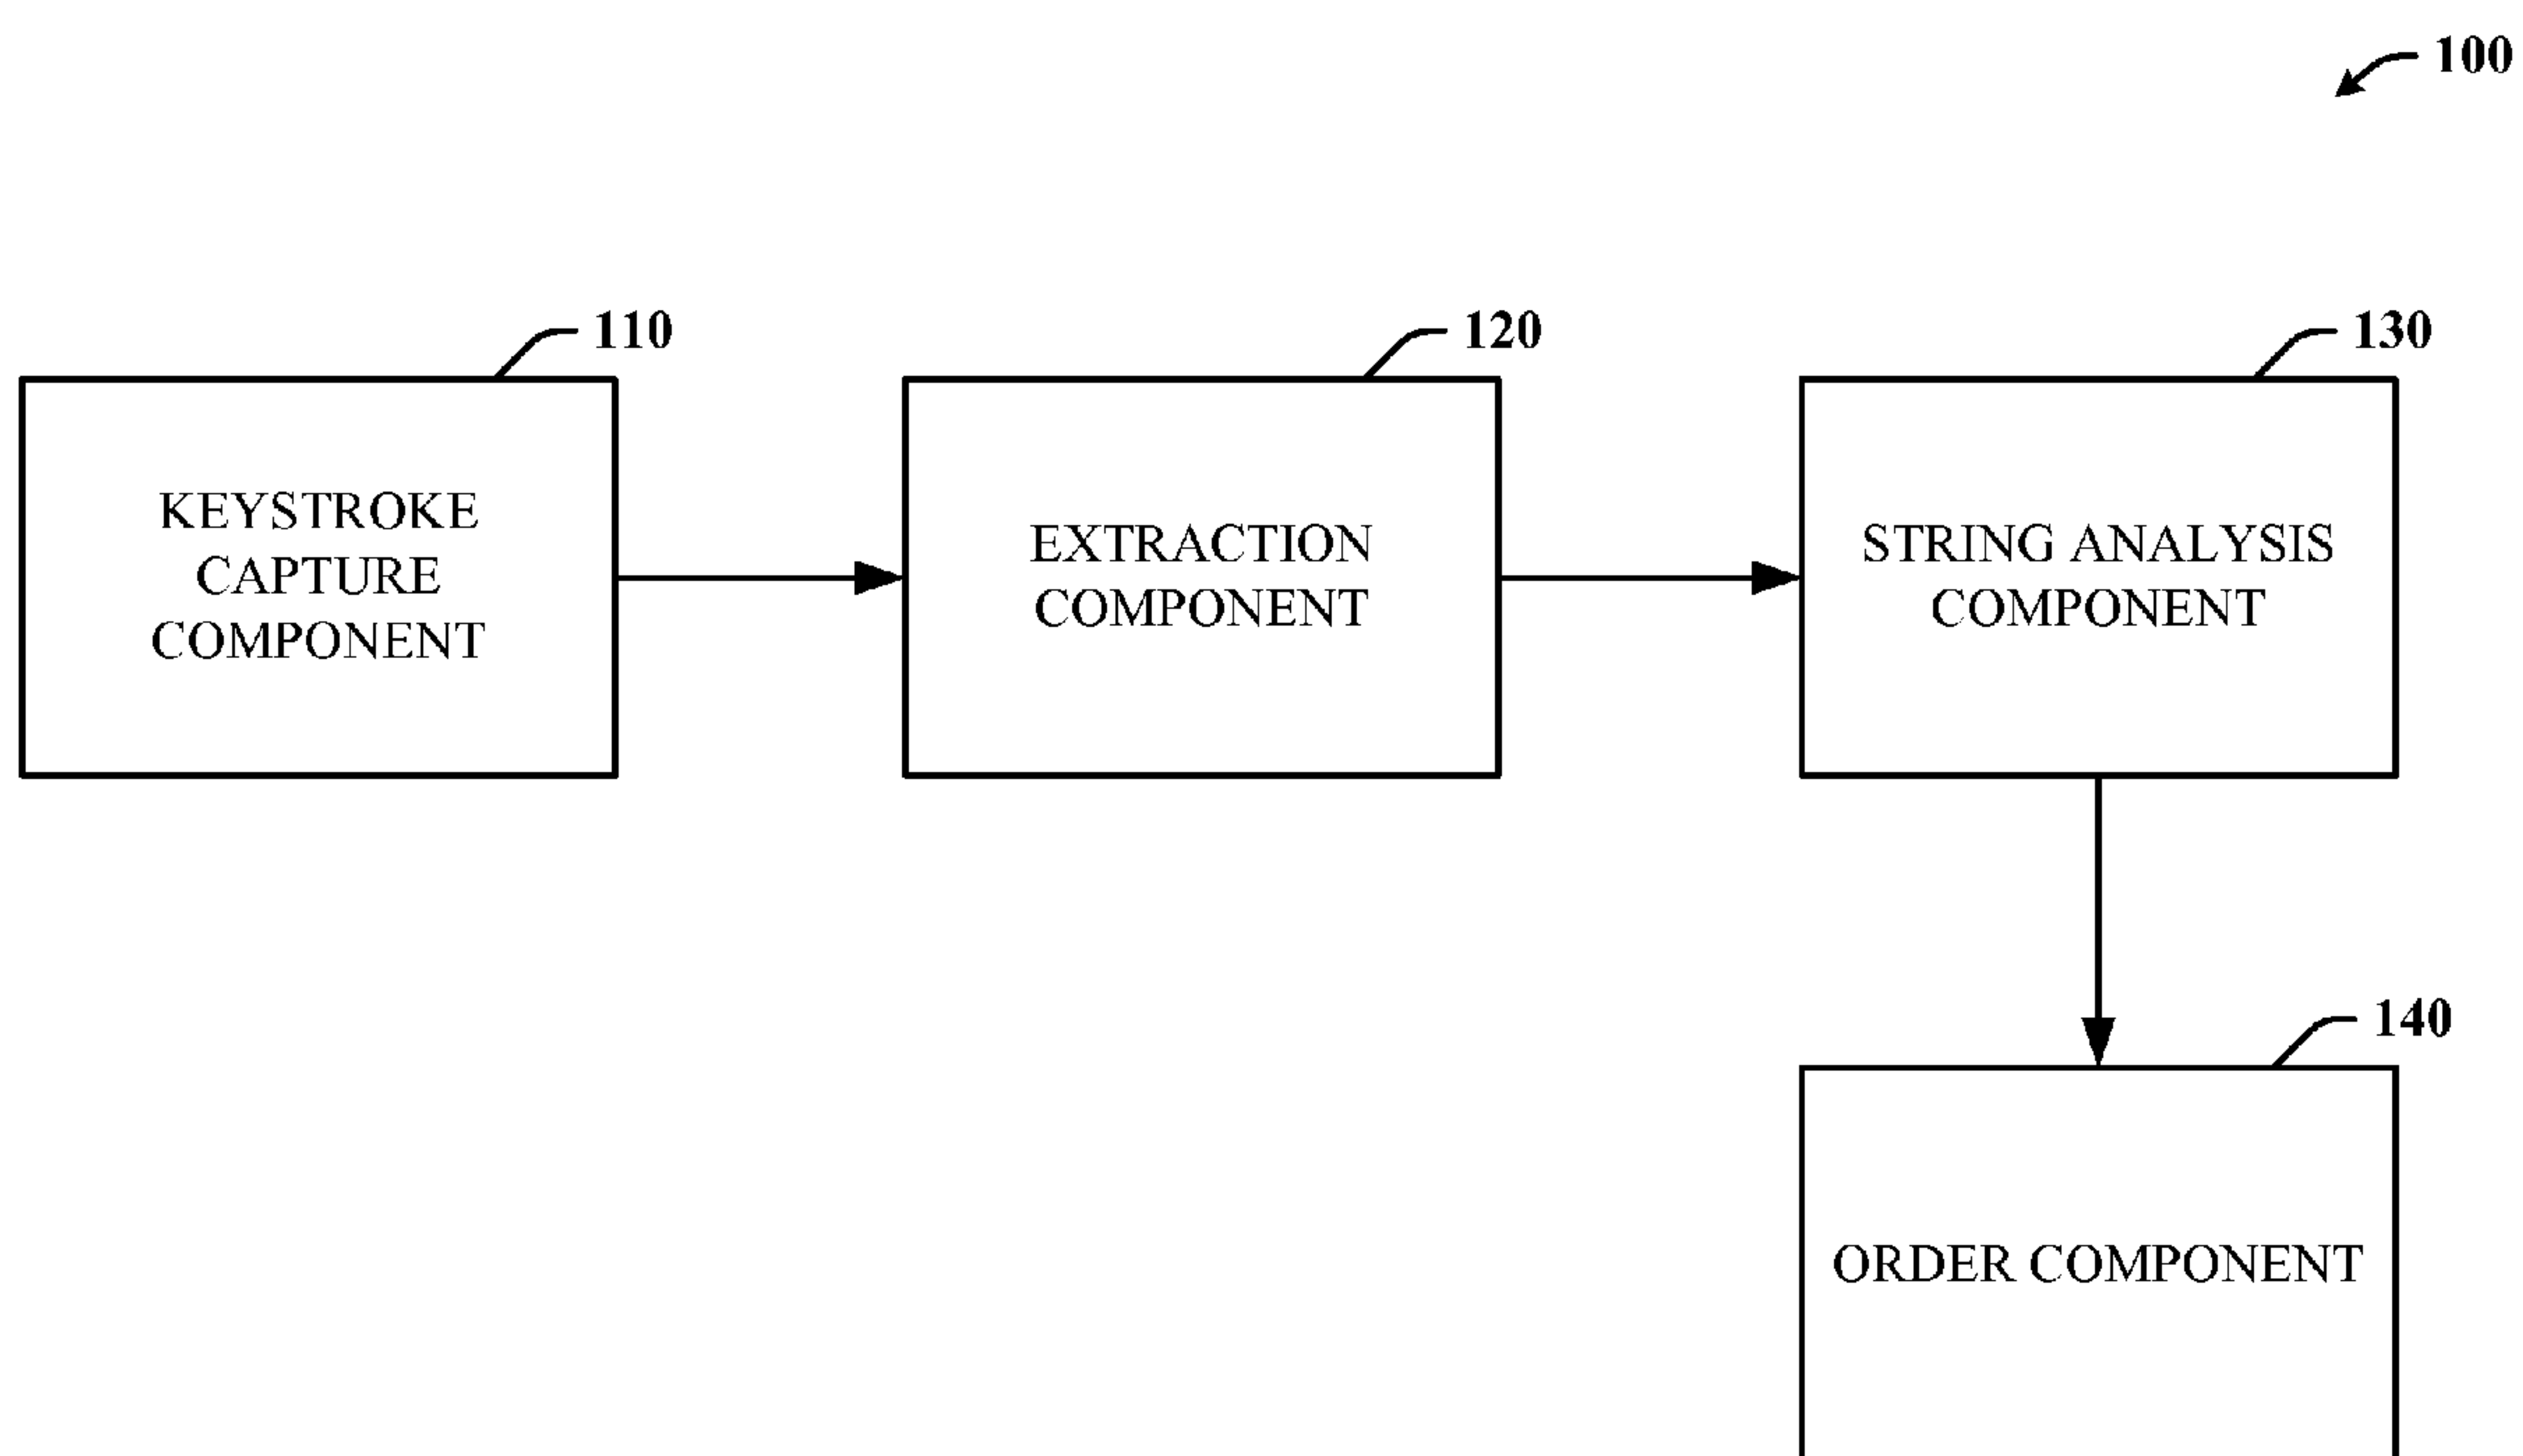 100
110
120
130
KEYSTROKE
CAPTURE
COMPONENT
EXTRACTION
COMPONENT
STRING ANALYSIS
COMPONENT
140
ORDER COMPONENT